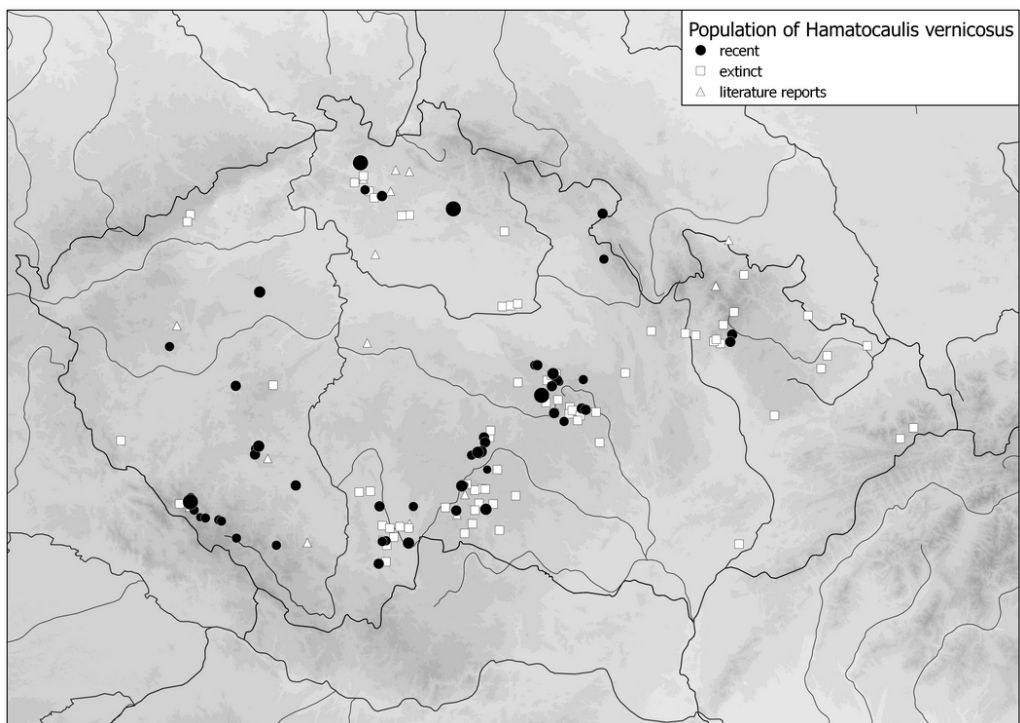 Population of Hamatocaulis vernicosus
recent
extinct
literature reports